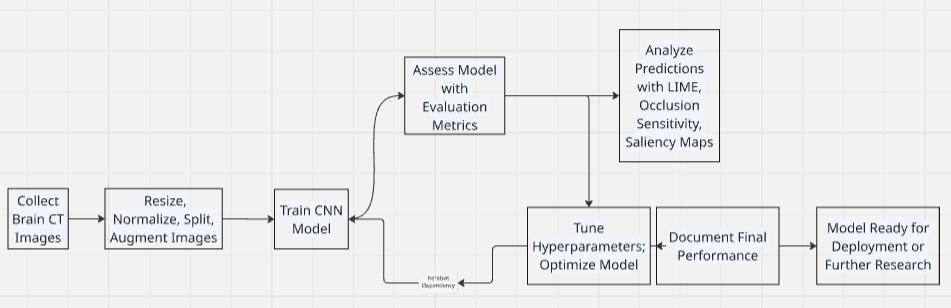 Collect
Brain CT
Images
Resize,
Normalize, Split,
Augment Images
Train CNN
Model
Assess Model
with
Evaluation
Metrics
Analyze
Predictions
with LIME,
Occlusion
Sensitivity,
Saliency Maps
Tune
Hyperparameters;
Optimize Model
Iterative
Dependency
Document Final
Performance
Model Ready for
Deployment or
Further Research